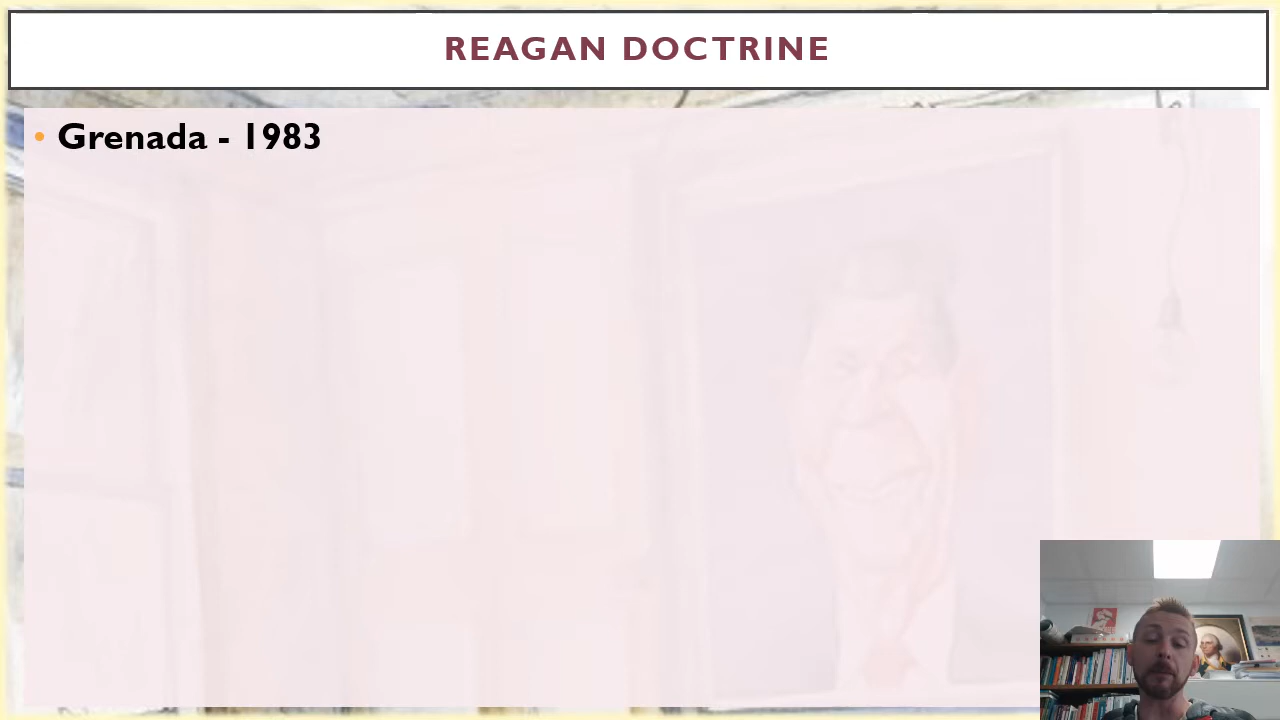 REAGAN DOCTRINE
• Grenada - 1983